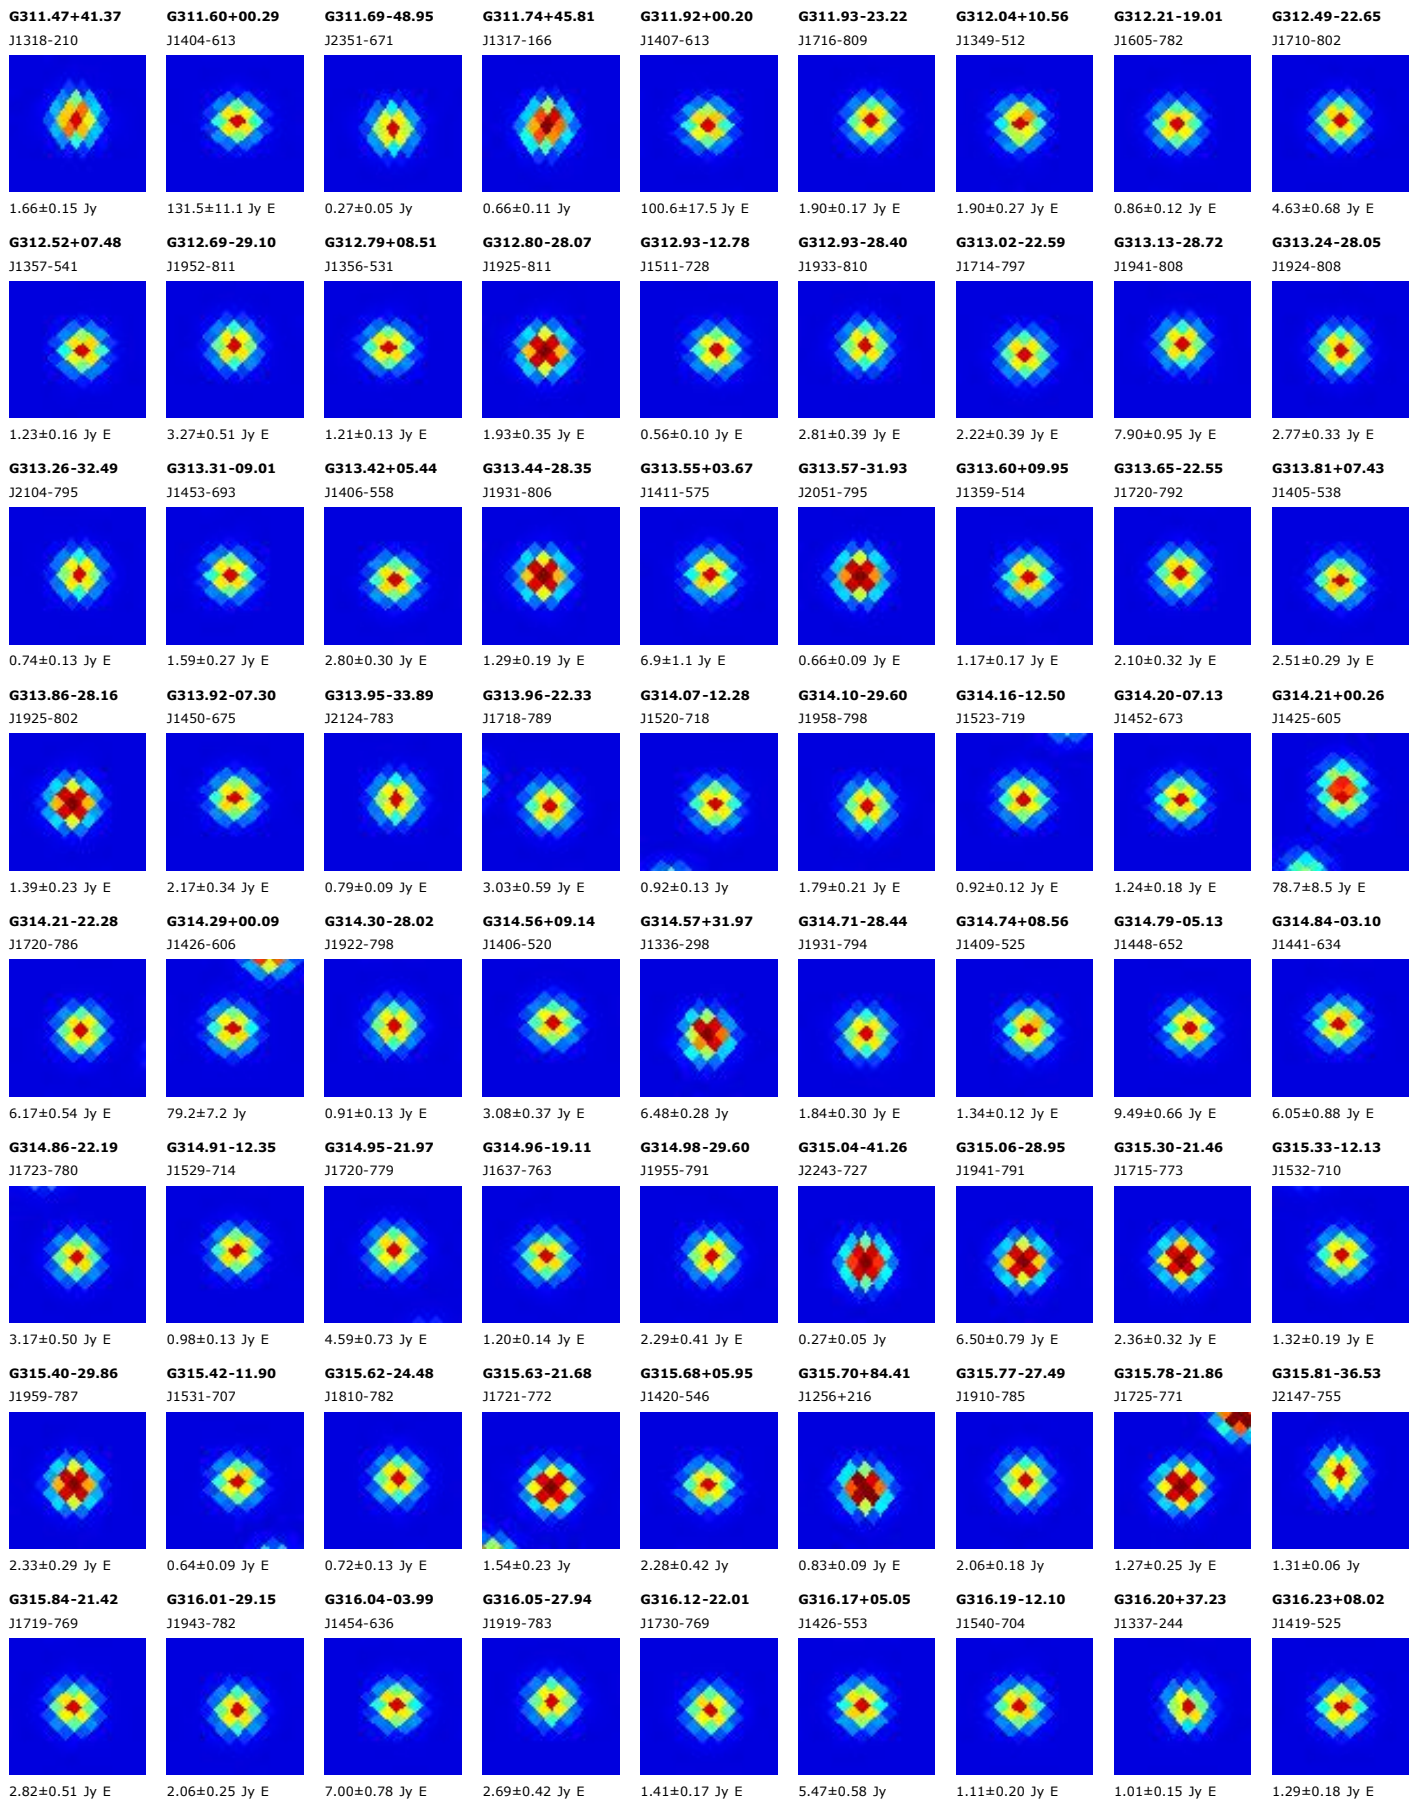 G311.47+41.37 G311.60+00.29 G311.69-48.95 G311.74+45.81 G311.92+00.20 G311.93-23.22 G312.04+10.56 G312.21-19.01 G312.49-22.65
J1318-210 J1404-613 J2351-671 J1317-166 J1407-613 J1716-809 J1349-512 J1605-782 J1710-802
1.66±0.15 Jy 131.5±11.1 Jy E 0.27±0.05 Jy 0.66±0.11 Jy 100.6±17.5 Jy E 1.90±0.17 Jy E 1.90±0.27 Jy E 0.86±0.12 Jy E 4.63±0.68 Jy E
G312.52+07.48 G312.69-29.10 G312.79+08.51 G312.80-28.07 G312.93-12.78 G312.93-28.40 G313.02-22.59 G313.13-28.72 G313.24-28.05
J1357-541 J1952-811 J1356-531 J1925-811 J1511-728 J1933-810 J1714-797 J1941-808 J1924-808
1.23±0.16 Jy E 3.27±0.51 Jy E 1.21±0.13 Jy E 1.93±0.35 Jy E 0.56±0.10 Jy E 2.81±0.39 Jy E 2.22±0.39 Jy E 7.90±0.95 Jy E 2.77±0.33 Jy E
G313.26-32.49 G313.31-09.01 G313.42+05.44 G313.44-28.35 G313.55+03.67 G313.57-31.93 G313.60+09.95 G313.65-22.55 G313.81+07.43
J2104-795 J1453-693 J1406-558 J1931-806 J1411-575 J2051-795 J1359-514 J1720-792 J1405-538
0.74±0.13 Jy E 1.59±0.27 Jy E 2.80±0.30 Jy E 1.29±0.19 Jy E 6.9±1.1 Jy E 0.66±0.09 Jy E 1.17±0.17 Jy E 2.10±0.32 Jy E 2.51±0.29 Jy E
G313.86-28.16 G313.92-07.30 G313.95-33.89 G313.96-22.33 G314.07-12.28 G314.10-29.60 G314.16-12.50 G314.20-07.13 G314.21+00.26
J1925-802 J1450-675 J2124-783 J1718-789 J1520-718 J1958-798 J1523-719 J1452-673 J1425-605
1.39±0.23 Jy E 2.17±0.34 Jy E 0.79±0.09 Jy E 3.03±0.59 Jy E 0.92±0.13 Jy 1.79±0.21 Jy E 0.92±0.12 Jy E 1.24±0.18 Jy E 78.7±8.5 Jy E
G314.21-22.28 G314.29+00.09 G314.30-28.02 G314.56+09.14 G314.57+31.97 G314.71-28.44 G314.74+08.56 G314.79-05.13 G314.84-03.10
J1720-786 J1426-606 J1922-798 J1406-520 J1336-298 J1931-794 J1409-525 J1448-652 J1441-634
6.17±0.54 Jy E 79.2±7.2 Jy 0.91±0.13 Jy E 3.08±0.37 Jy E 6.48±0.28 Jy 1.84±0.30 Jy E 1.34±0.12 Jy E 9.49±0.66 Jy E 6.05±0.88 Jy E
G314.86-22.19 G314.91-12.35 G314.95-21.97 G314.96-19.11 G314.98-29.60 G315.04-41.26 G315.06-28.95 G315.30-21.46 G315.33-12.13
J1723-780 J1529-714 J1720-779 J1637-763 J1955-791 J2243-727 J1941-791 J1715-773 J1532-710
3.17±0.50 Jy E 0.98±0.13 Jy E 4.59±0.73 Jy E 1.20±0.14 Jy E 2.29±0.41 Jy E 0.27±0.05 Jy 6.50±0.79 Jy E 2.36±0.32 Jy E 1.32±0.19 Jy E
G315.40-29.86 G315.42-11.90 G315.62-24.48 G315.63-21.68 G315.68+05.95 G315.70+84.41 G315.77-27.49 G315.78-21.86 G315.81-36.53
J1959-787 J1531-707 J1810-782 J1721-772 J1420-546 J1256+216 J1910-785 J1725-771 J2147-755
2.33±0.29 Jy E 0.64±0.09 Jy E 0.72±0.13 Jy E 1.54±0.23 Jy 2.28±0.42 Jy 0.83±0.09 Jy E 2.06±0.18 Jy 1.27±0.25 Jy E 1.31±0.06 Jy
G315.84-21.42 G316.01-29.15 G316.04-03.99 G316.05-27.94 G316.12-22.01 G316.17+05.05 G316.19-12.10 G316.20+37.23 G316.23+08.02
J1719-769 J1943-782 J1454-636 J1919-783 J1730-769 J1426-553 J1540-704 J1337-244 J1419-525
2.82±0.51 Jy E 2.06±0.25 Jy E 7.00±0.78 Jy E 2.69±0.42 Jy E 1.41±0.17 Jy E 5.47±0.58 Jy 1.11±0.20 Jy E 1.01±0.15 Jy E 1.29±0.18 Jy E